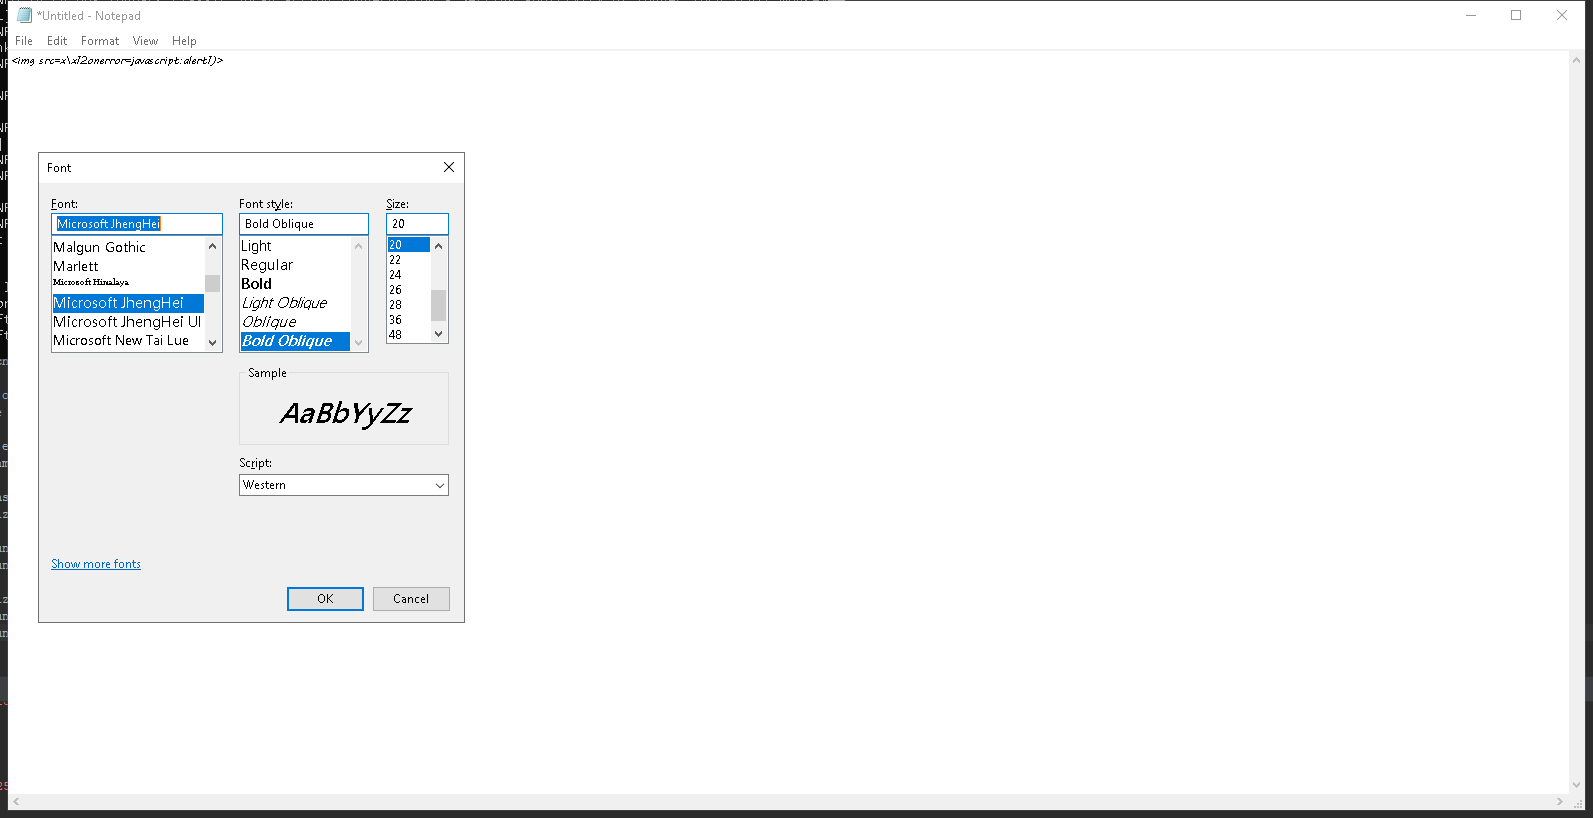 *Untitled - Notepad
File Edit Format View Help
<img src=x\x12onerror=javascript:alert1)>
Font
Font: Font style: Size:
Microsoft JhengHei Bold Oblique 20
Malgun Gothic Light 20
Marlett Regular 22
Microsoft Himalaya Bold 24
Microsoft JhengHei Light Oblique 26
Microsoft JhengHei UI Oblique 28
Microsoft New Tai Lue Bold Oblique 36
48
Sample
AaBbYyZz
Script:
Western
Show more fonts
OK Cancel